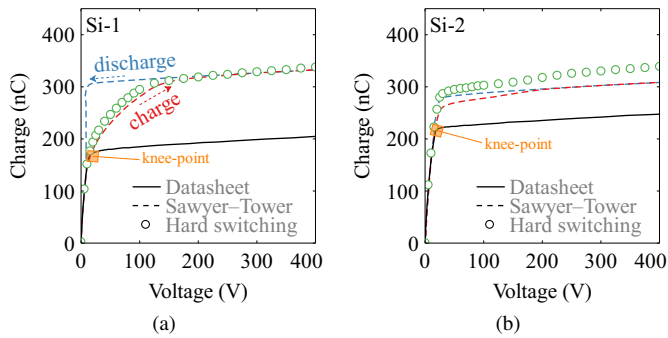 Si-1
400
300
200
100
0
Charge (nC)
discharge
charge
knee-point
Datasheet
Sawyer–Tower
Hard switching
0 100 200 300 400
Voltage (V)
(a)
Si-2
400
300
200
100
0
Charge (nC)
knee-point
Datasheet
Sawyer–Tower
Hard switching
0 100 200 300 400
Voltage (V)
(b)